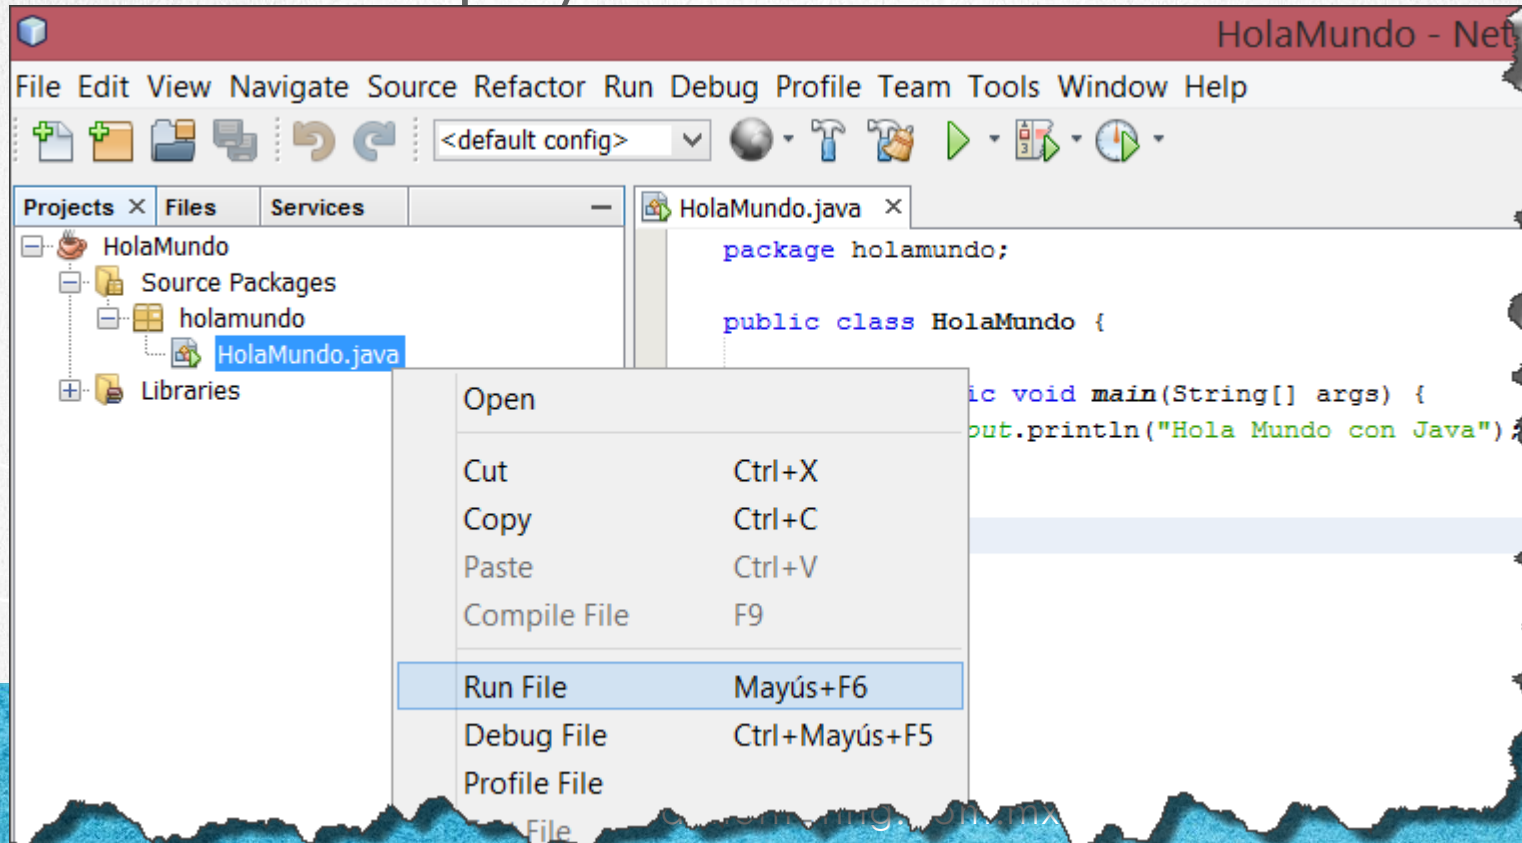 HolaMundo - Net
File Edit View Navigate Source Refactor Run Debug Profile Team Tools Window Help
<default config>
Projects Files Services
HolaMundo.java
HolaMundo
Source Packages
holamundo
HolaMundo.java
Libraries
package holamundo;
public class HolaMundo {
ic void main(String[] args) {
out.println("Hola Mundo con Java");
Open
Cut Ctrl+X
Copy Ctrl+C
Paste Ctrl+V
Compile File F9
Run File Mayús+F6
Debug File Ctrl+Mayús+F5
Profile File
File